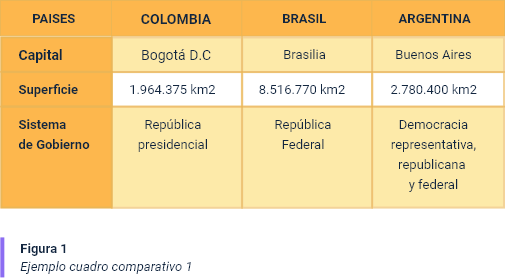 PAISES COLOMBIA BRASIL ARGENTINA
Capital Bogotá D.C Brasilia Buenos Aires
Superficie 1.964.375 km2 8.516.770 km2 2.780.400 km2
Sistema República República Democracia
de Gobierno presidencial Federal representativa,
republicana
y federal
Figura 1
Ejemplo cuadro comparativo 1